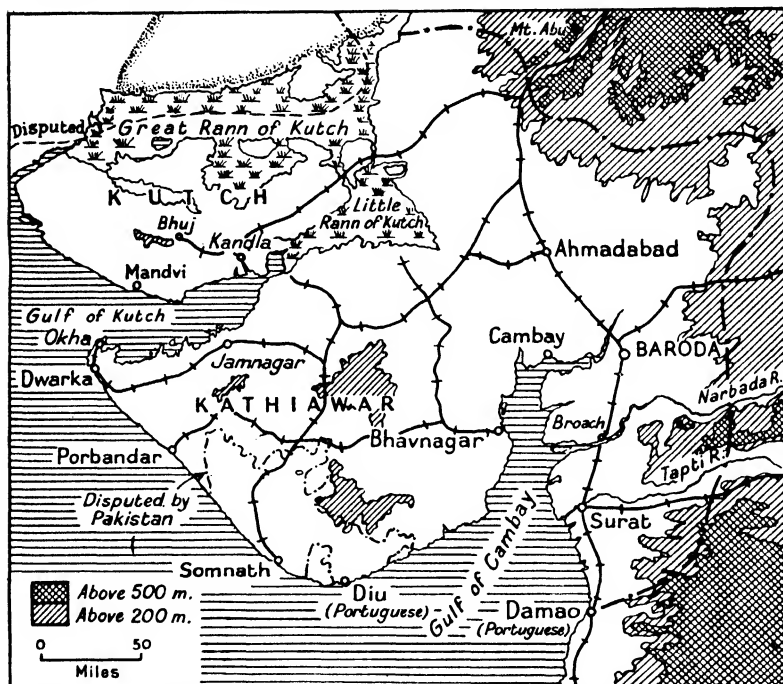 Mt. Abu
Disputed
Great Rann of Kutch
KUTCH
Little
Rann of Kutch
Bhuj
Kandla
Ahmadabad
Mandvi
Gulf of Kutch
Okha
Cambay
BARODA
Dwarka
Jamnagar
Narbada R.
KATHIAWAR
Broach
Bhavnagar
Porbandar
Tapti R.
Disputed by
Pakistan
Surat
Gulf of Cambay
Somnath
Above 500 m.
Above 200 m.
Diu
(Portuguese)
Damao
(Portuguese)
0 50
Miles